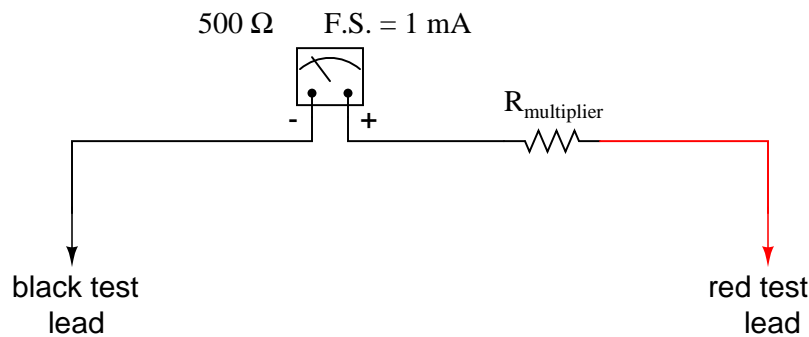 500 Ω F.S. = 1 mA
- +
Rmultiplier
black test
lead
red test
lead